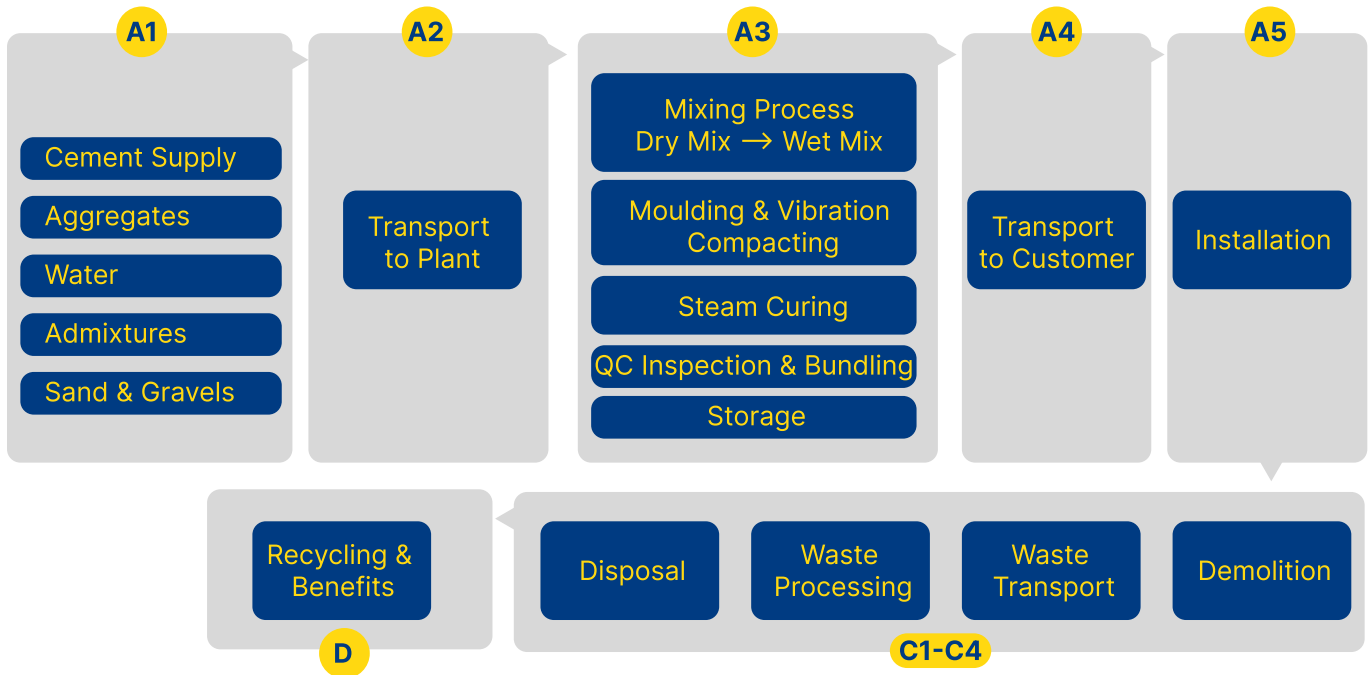 A1
Cement Supply
Aggregates
Water
Admixtures
Sand & Gravels
A2
Transport
to Plant
A3
Mixing Process
Dry Mix → Wet Mix
Moulding & Vibration
Compacting
Steam Curing
QC Inspection & Bundling
Storage
A4
Transport
to Customer
A5
Installation
Demolition
Waste
Transport
Waste
Processing
Disposal
C1-C4
Recycling &
Benefits
D